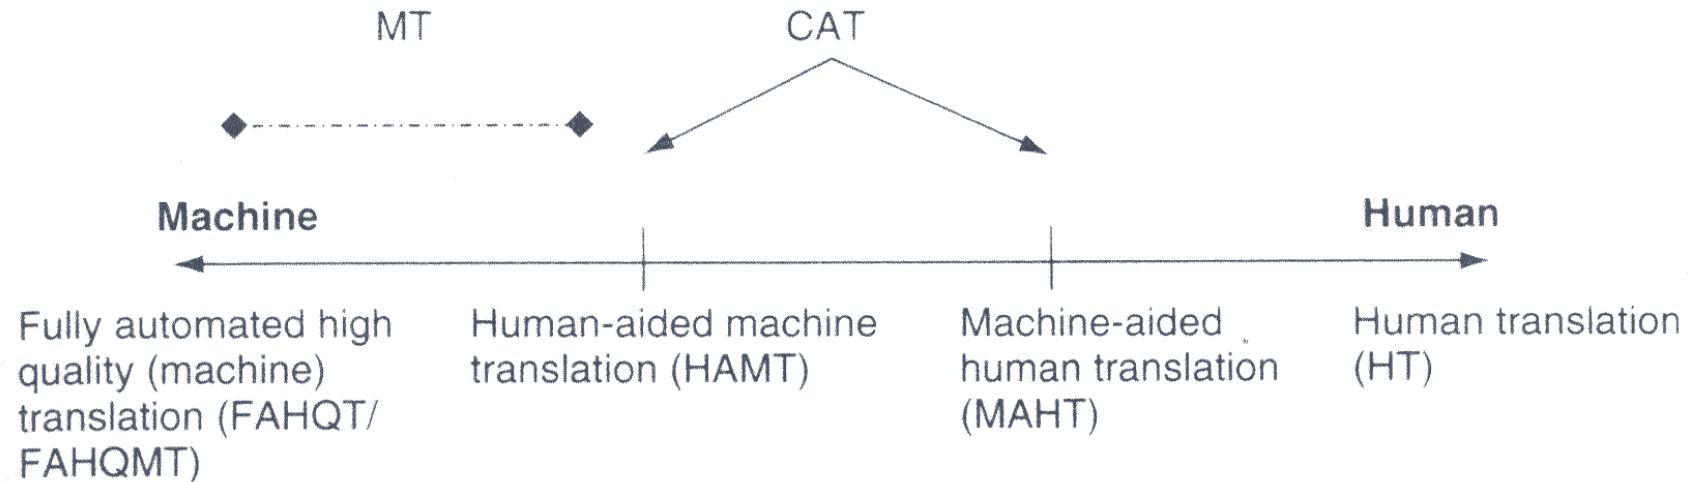 MT
CAT
Machine
Human
Fully automated high
quality (machine)
translation (FAHQT/
FAHQMT)
Human-aided machine
translation (HAMT)
Machine-aided
human translation
(MAHT)
Human translation
(HT)